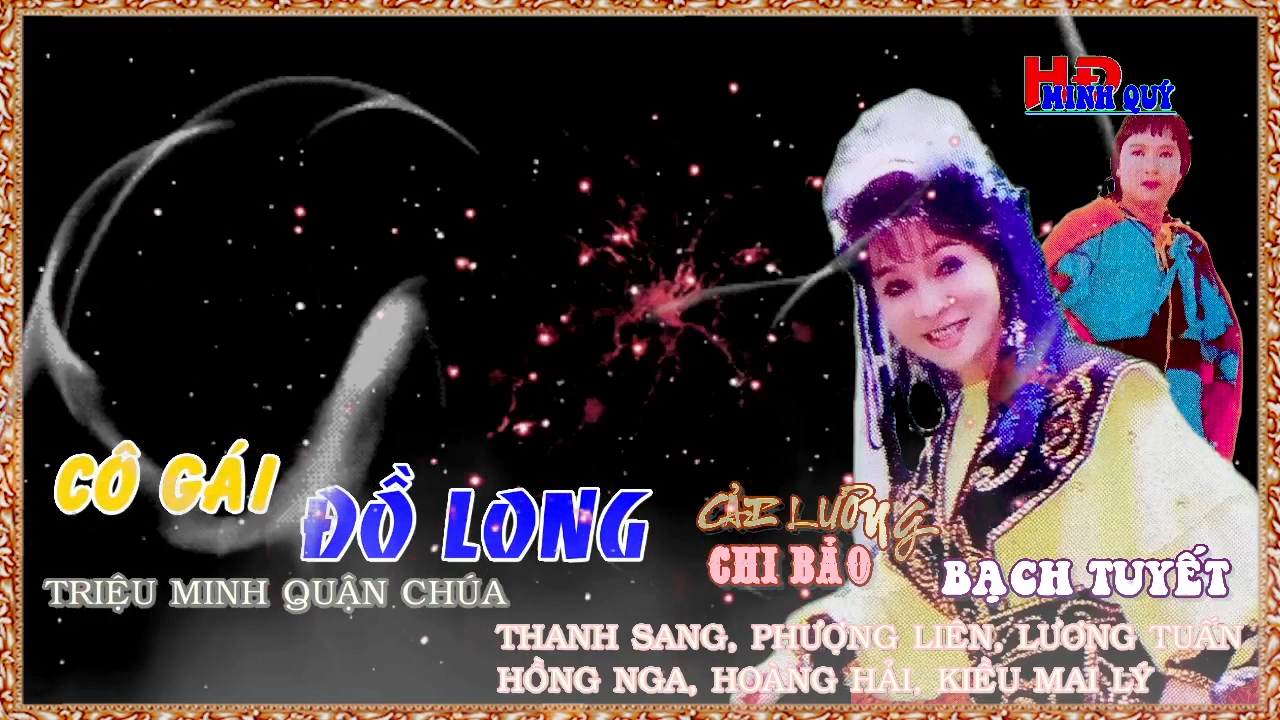 HĐ
MINH QUÝ
CÔ GÁI
ĐỒ LONG
TRIỆU MINH QUẬN CHÚA
CẢI LƯƠNG
CHI BẢO
BẠCH TUYẾT
THANH SANG, PHƯỢNG LIÊN, LƯƠNG TUẤN
HỒNG NGA, HOÀNG HẢI, KIỀU MAI LÝ